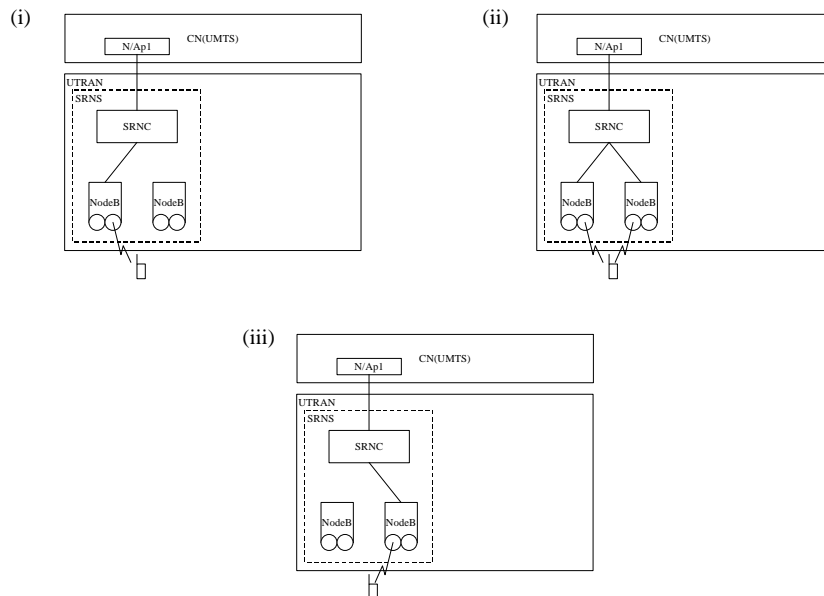 (i)
CN(UMTS)
N/Ap1
UTRAN
SRNS
SRNC
NodeB NodeB
(ii)
CN(UMTS)
N/Ap1
UTRAN
SRNS
SRNC
NodeB NodeB
(iii)
CN(UMTS)
N/Ap1
UTRAN
SRNS
SRNC
NodeB NodeB